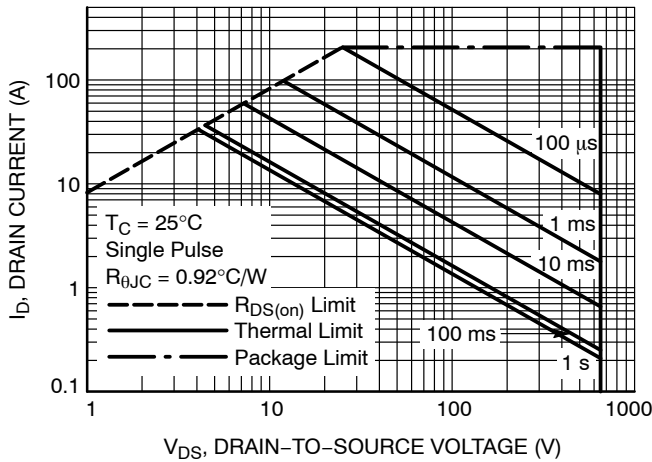 I_D, DRAIN CURRENT (A)
100
10
1
0.1
100 µs
1 ms
10 ms
100 ms
1 s
T_C = 25°C
Single Pulse
R_θJC = 0.92°C/W
R_DS(on) Limit
Thermal Limit
Package Limit
1
10
100
1000
V_DS, DRAIN−TO−SOURCE VOLTAGE (V)